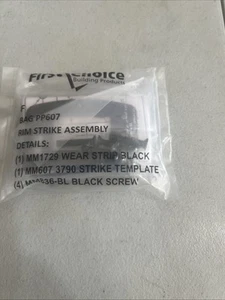 First Choice
Building Products
F
BAG PP607
RIM STRIKE ASSEMBLY
DETAILS:
(1) MM1729 WEAR STRIP BLACK
(1) MM607 3790 STRIKE TEMPLATE
(4) -BL BLACK SCREW